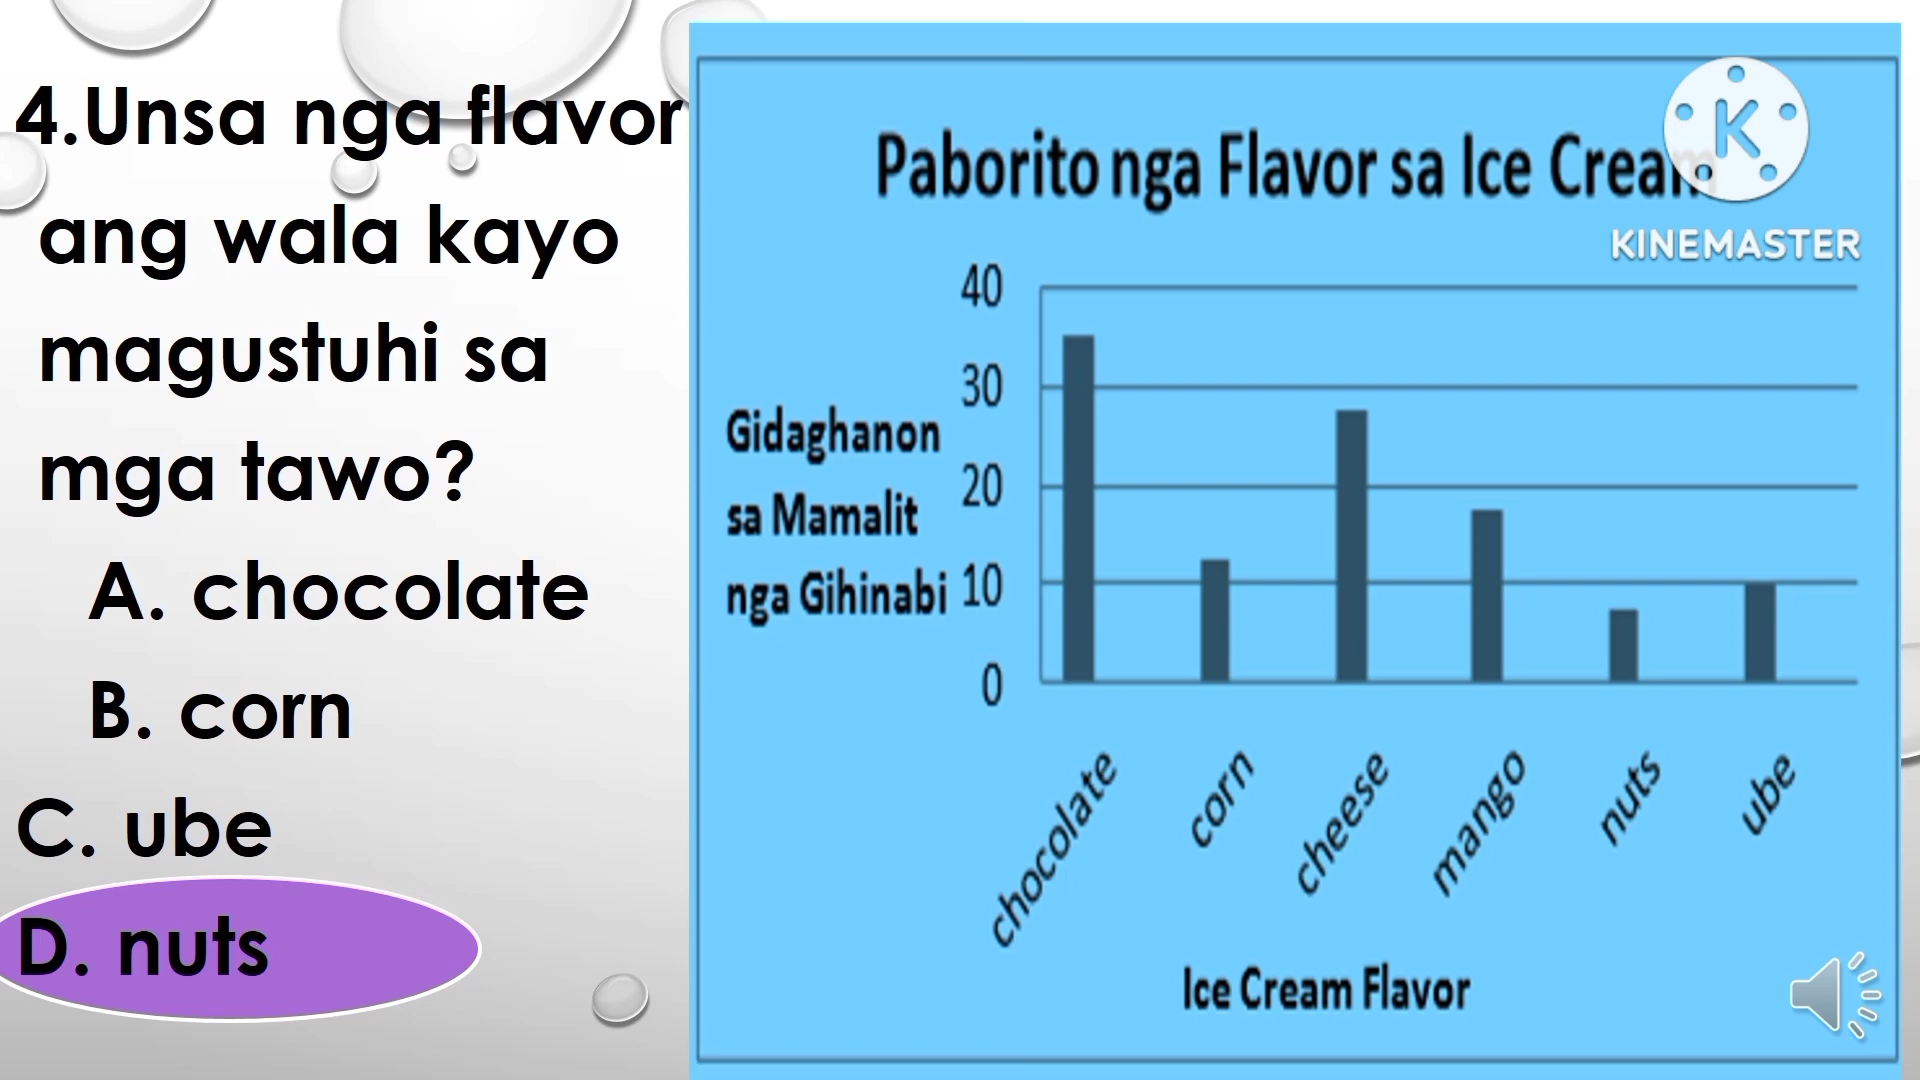 4.Unsa nga flavor
ang wala kayo
magustuhi sa
mga tawo?
A. chocolate
B. corn
C. ube
D. nuts
Paborito nga Flavor sa Ice Cream
K
KINEMASTER
Gidaghanon
sa Mamalit
nga Gihinabi
40
30
20
10
0
chocolate
corn
cheese
mango
nuts
ube
Ice Cream Flavor